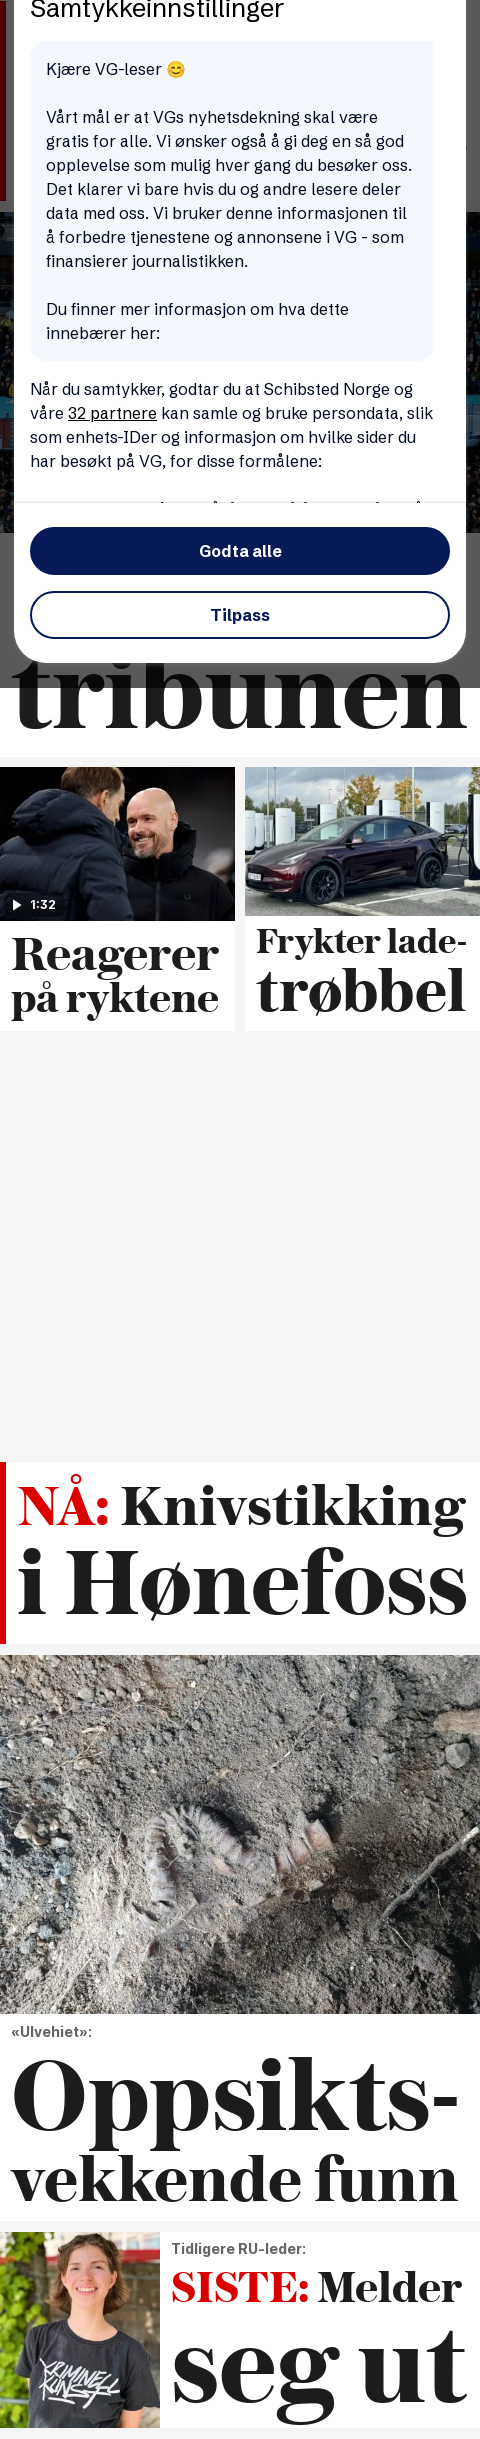 Samtykkeinnstillinger
Kjære VG-leser 😊
Vårt mål er at VGs nyhetsdekning skal være
gratis for alle. Vi ønsker også å gi deg en så god
opplevelse som mulig hver gang du besøker oss.
Det klarer vi bare hvis du og andre lesere deler
data med oss. Vi bruker denne informasjonen til
å forbedre tjenestene og annonsene i VG - som
finansierer journalistikken.
Du finner mer informasjon om hva dette
innebærer her:
Når du samtykker, godtar du at Schibsted Norge og
våre 32 partnere kan samle og bruke persondata, slik
som enhets-IDer og informasjon om hvilke sider du
har besøkt på VG, for disse formålene:
Godta alle
Tilpass
tribunen
1:32
Reagerer
på ryktene
Frykter lade-
trøbbel
NÅ: Knivstikking
i Hønefoss
«Ulvehiet»:
Oppsikts-
vekkende funn
Tidligere RU-leder:
SISTE: Melder
seg ut
KRIMINELL
KUNST